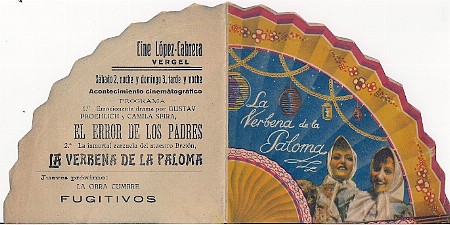 Cine López-Cabrera
VERGEL
Sábado 2, noche y domingo 3, tarde y noche
Acontecimiento cinematográfico
PROGRAMA
1.º Emocionante drama por GUSTAV
FROEHLICH y CAMILA SPIRA,
EL ERROR DE LOS PADRES
2.º La inmortal zarzuela del maestro Bretón,
LA VERBENA DE LA PALOMA
Jueves próximo:
LA OBRA CUMBRE
FUGITIVOS
La
Verbena de la
Paloma